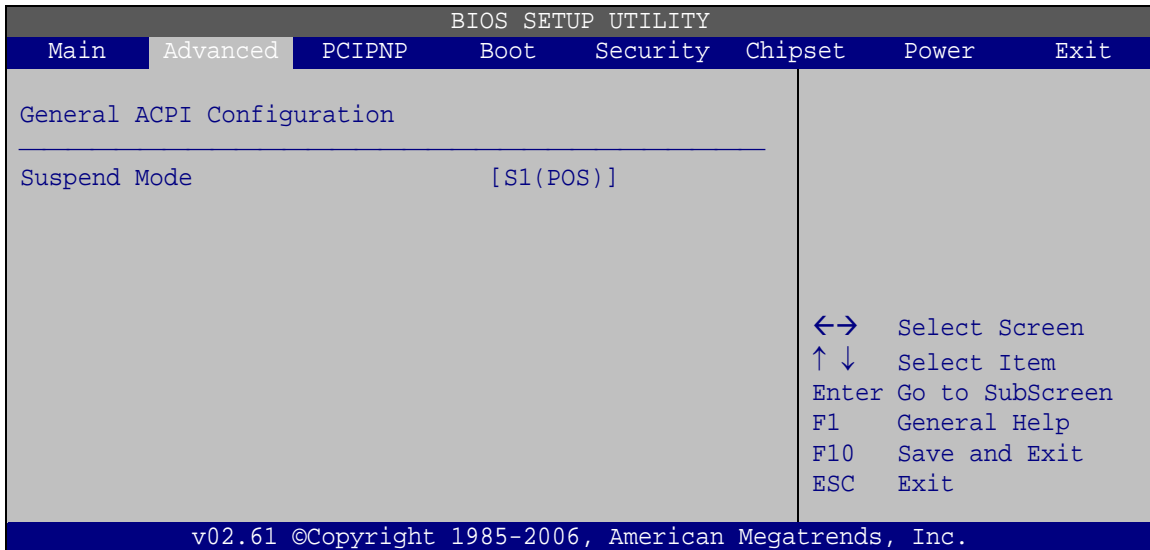 BIOS SETUP UTILITY
Main Advanced PCIPNP Boot Security Chipset Power Exit
General ACPI Configuration
Suspend Mode [S1(POS)]
←→ Select Screen
↑ ↓ Select Item
Enter Go to SubScreen
F1 General Help
F10 Save and Exit
ESC Exit
v02.61 ©Copyright 1985-2006, American Megatrends, Inc.